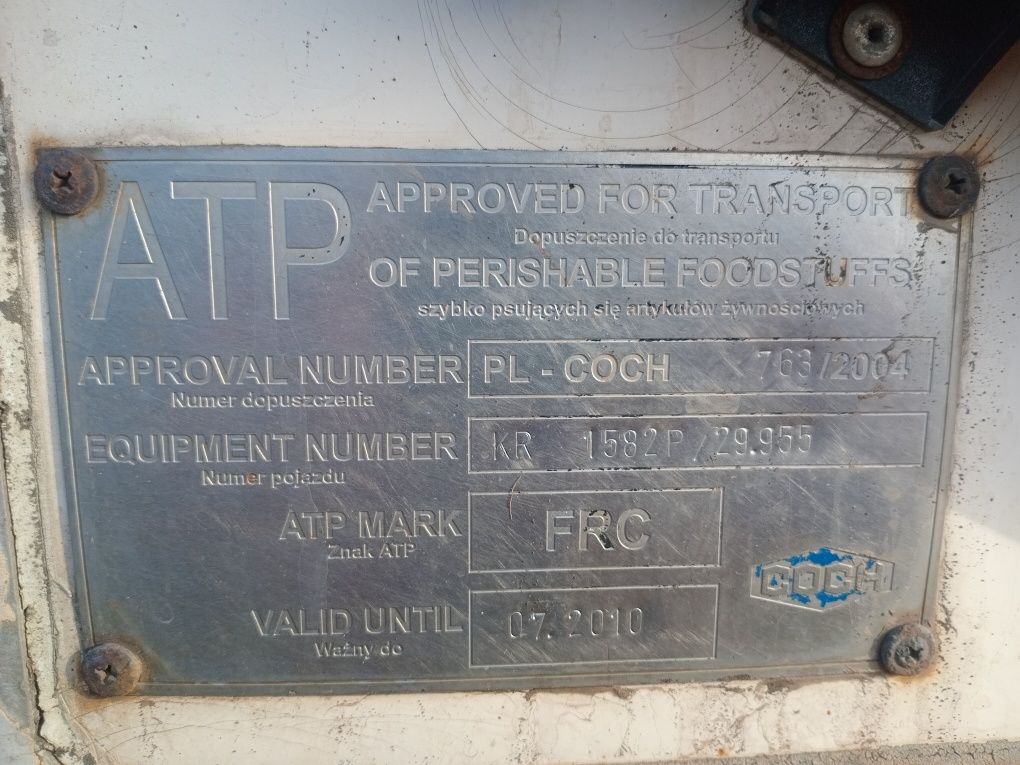 ATP
APPROVED FOR TRANSPORT
Dopuszczenie do transportu
OF PERISHABLE FOODSTUFFS
szybko psujących się artykułów żywnościowych
APPROVAL NUMBER PL - COCH 763/2004
Numer dopuszczenia
EQUIPMENT NUMBER KR 1582P/29.955
Numer pojazdu
ATP MARK FRC
Znak ATP
COCH
VALID UNTIL 07.2010
Ważny do